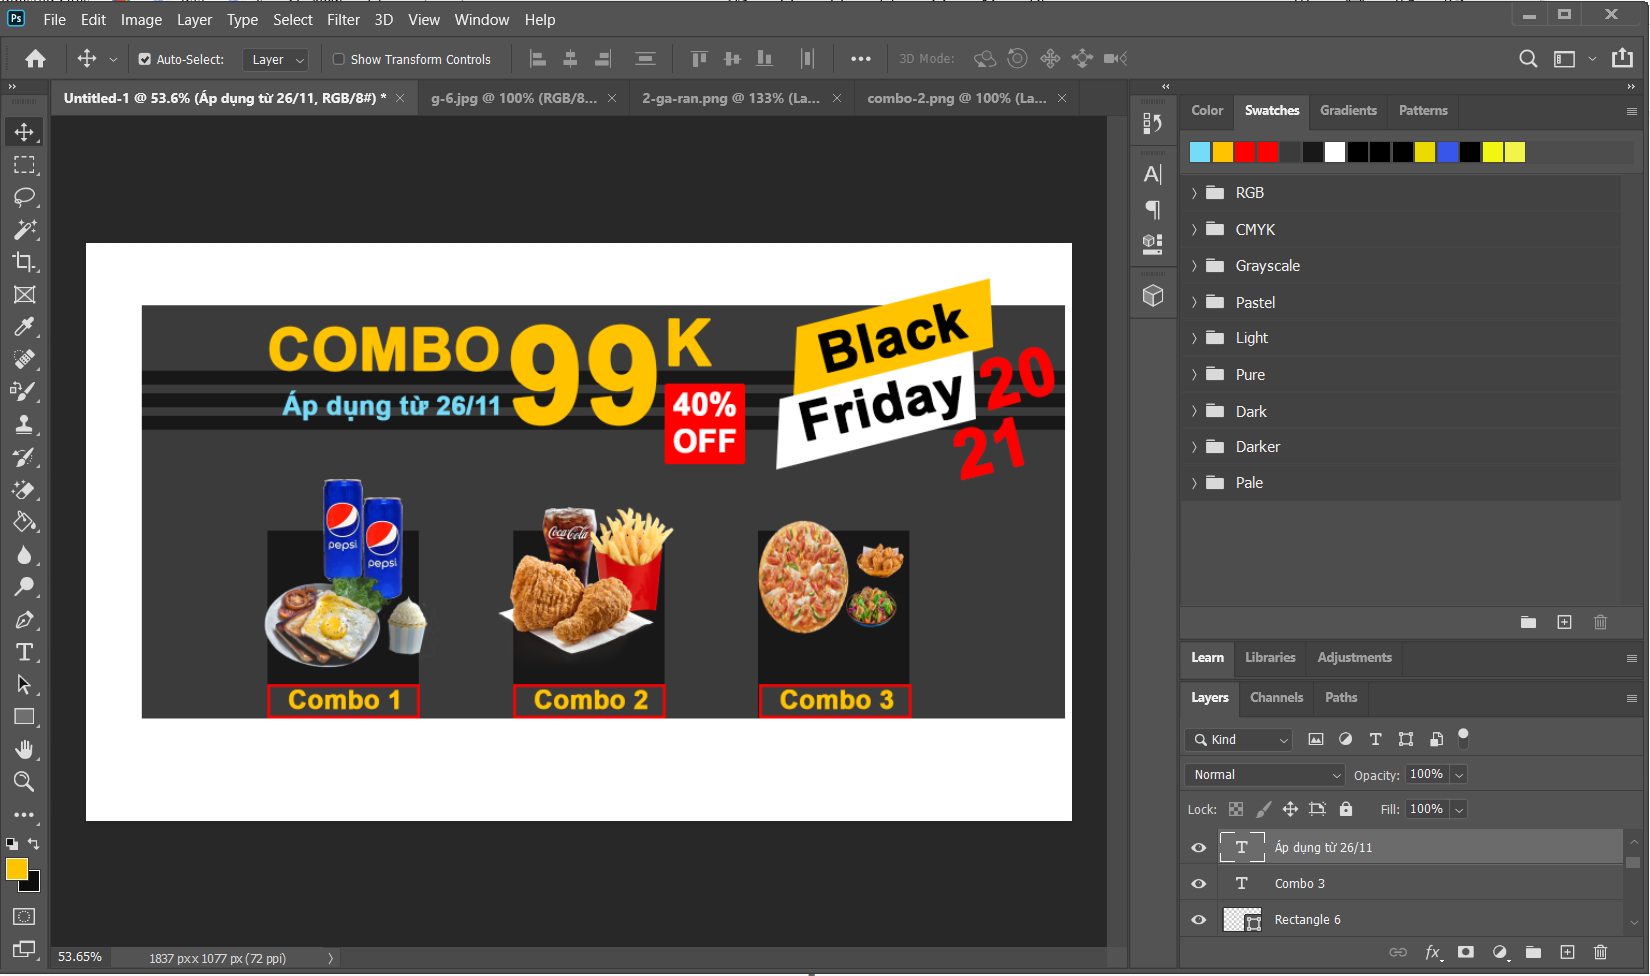 Ps File Edit Image Layer Type Select Filter 3D View Window Help
Auto-Select: Layer Show Transform Controls 3D Mode:
Untitled-1 @ 53.6% (Áp dụng từ 26/11, RGB/8#) * × g-6.jpg @ 100% (RGB/8... × 2-ga-ran.png @ 133% (La... × combo-2.png @ 100% (La... ×
COMBO 99 K
Áp dụng từ 26/11
40%
OFF
Black
Friday
20
21
pepsi
pepsi
Coca-Cola
Combo 1
Combo 2
Combo 3
53.65% 1837 px x 1077 px (72 ppi)
Color Swatches Gradients Patterns
RGB
CMYK
Grayscale
Pastel
Light
Pure
Dark
Darker
Pale
Learn Libraries Adjustments
Layers Channels Paths
Kind
Normal Opacity: 100%
Lock: Fill: 100%
T Áp dụng từ 26/11
T Combo 3
Rectangle 6
fx